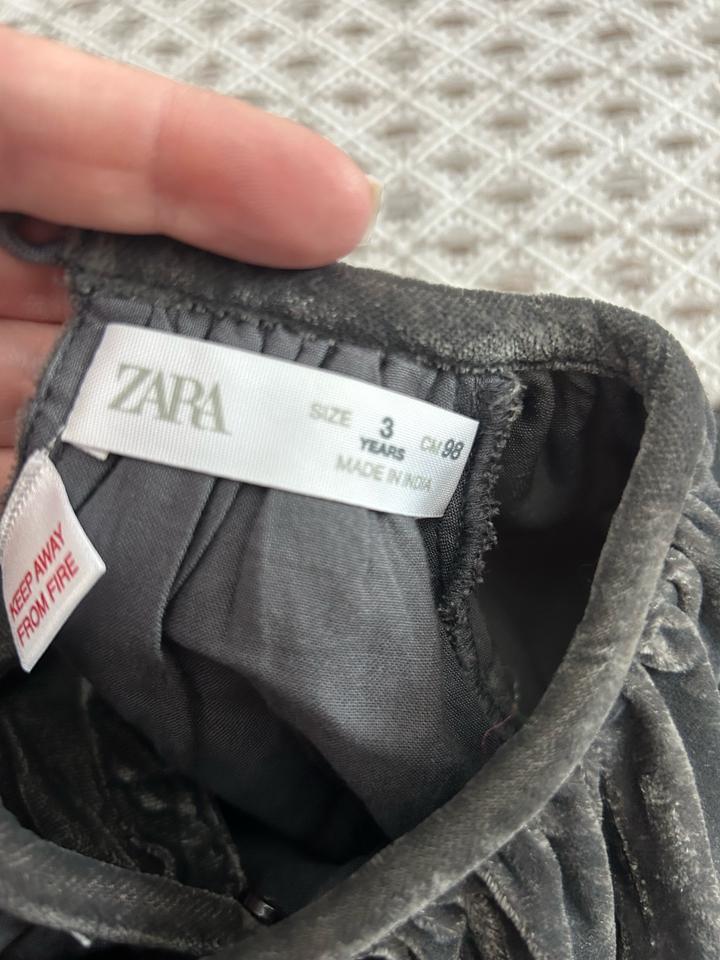 ZARA
SIZE 3 YEARS CM 98
MADE IN INDIA
KEEP AWAY
FROM FIRE